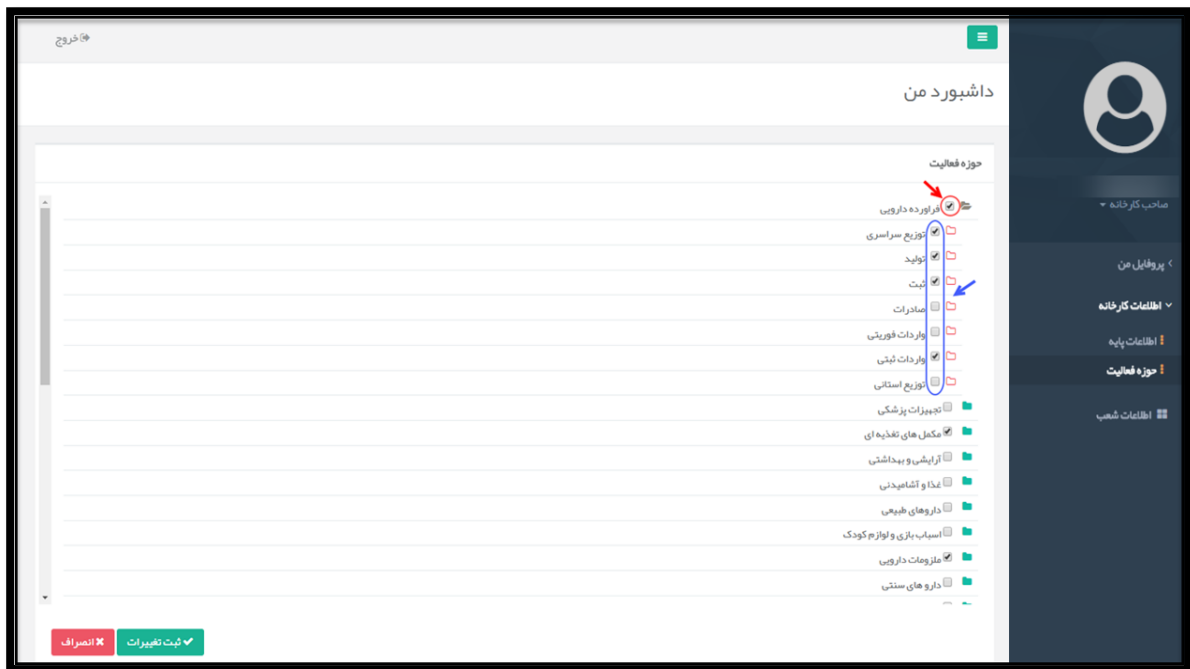 خروج
داشبورد من
حوزه فعالیت
فراورده دارویی
توزیع سراسری
تولید
ثبت
صادرات
واردات فوریتی
واردات ثبتی
توزیع استانی
تجهیزات پزشکی
مکمل های تغذیه ای
آرایشی و بهداشتی
غذا و آشامیدنی
داروهای طبیعی
اسباب بازی و لوازم کودک
ملزومات دارویی
دارو های سنتی
ثبت تغییرات
انصراف
صاحب کارخانه
پروفایل من
اطلاعات کارخانه
اطلاعات پایه
حوزه فعالیت
اطلاعات شعب